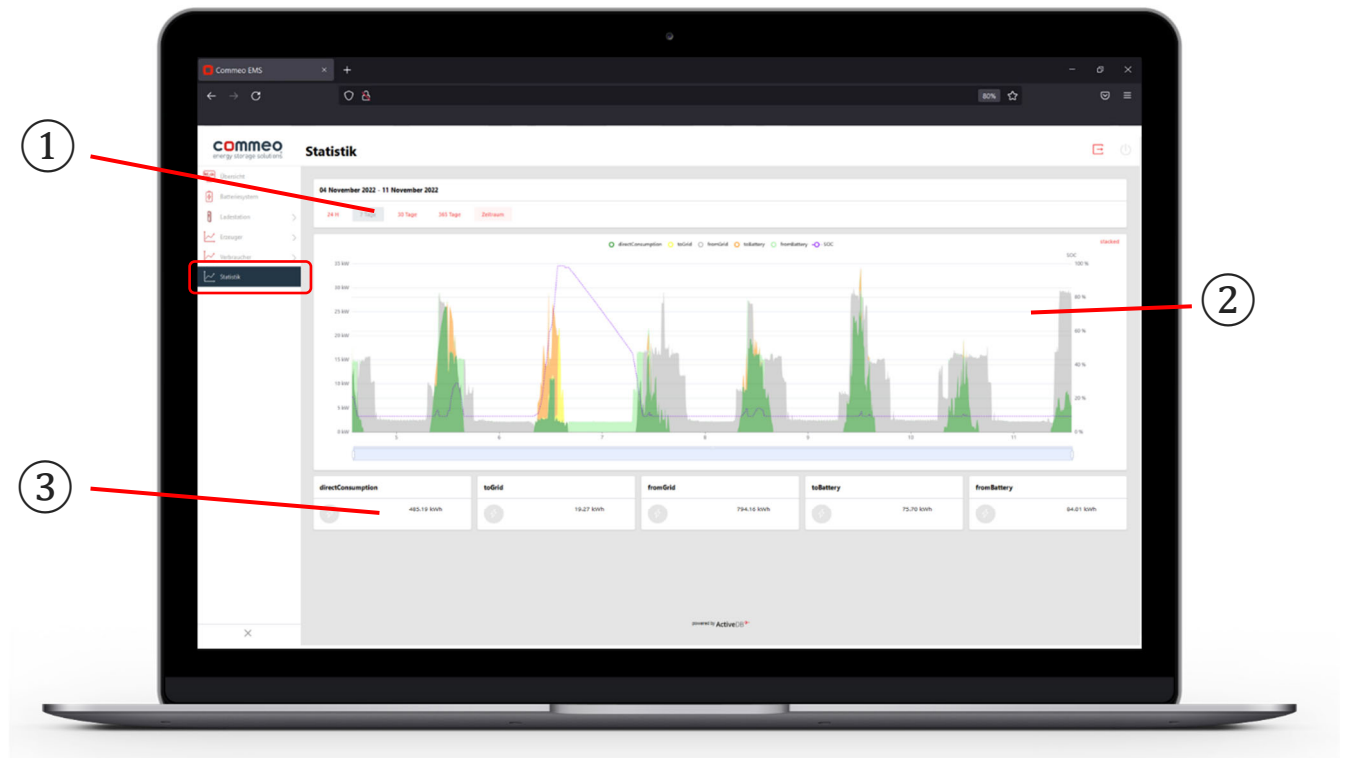 Commeo EMS
80%
①
commeo
energy storage solutions
Statistik
Übersicht
Batteriesystem
Ladestation
Erzeuger
Verbraucher
Statistik
04 November 2022 - 11 November 2022
24 H 7 Tage 30 Tage 365 Tage Zeitraum
directConsumption toGrid fromGrid toBattery fromBattery SOC
stacked
SOC
35 kW 100 %
30 kW
80 %
25 kW
②
20 kW 60 %
15 kW
40 %
10 kW
20 %
5 kW
0 kW 0 %
5 6 7 8 9 10 11
③
directConsumption toGrid fromGrid toBattery fromBattery
485.19 kWh 19.27 kWh 794.16 kWh 75.70 kWh 84.01 kWh
powered by ActiveDB